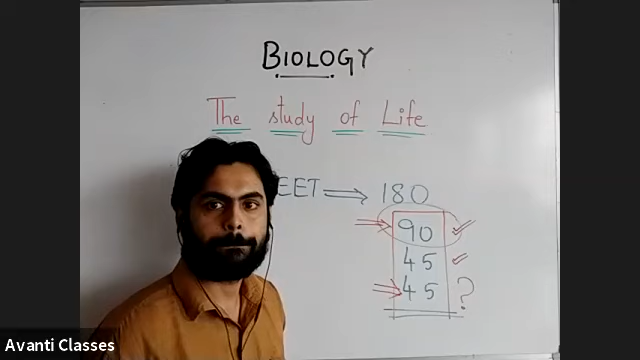 BIOLOGY
The study of Life
EET ⟹ 180
90
45
45 ?
Avanti Classes